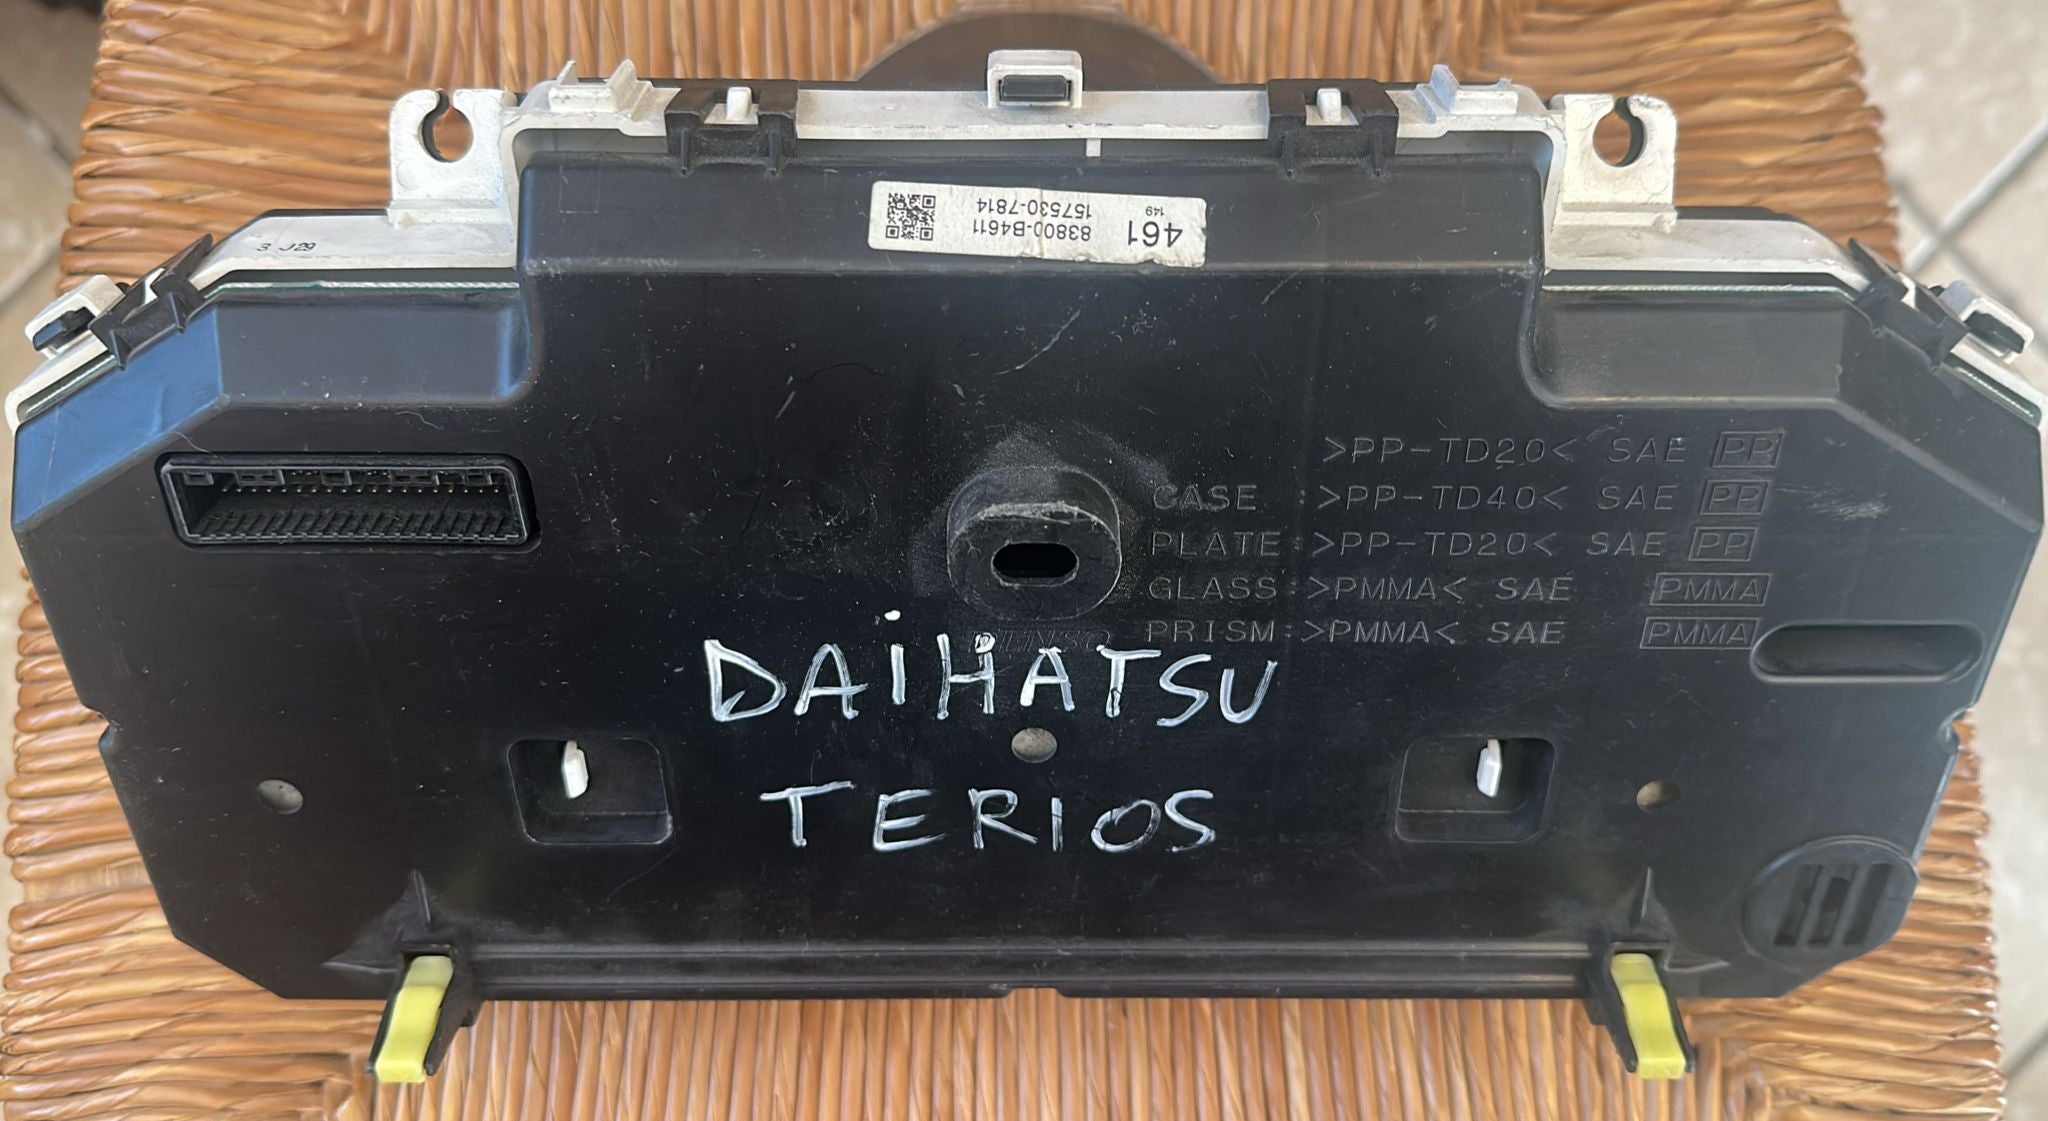 461
149
83800-B4611
157530-7814
3 J29
>PP-TD20< SAE PP
CASE :>PP-TD40< SAE PP
PLATE:>PP-TD20< SAE PP
GLASS:>PMMA< SAE PMMA
PRISM:>PMMA< SAE PMMA
DENSO
DAiHATSU
TERIOS